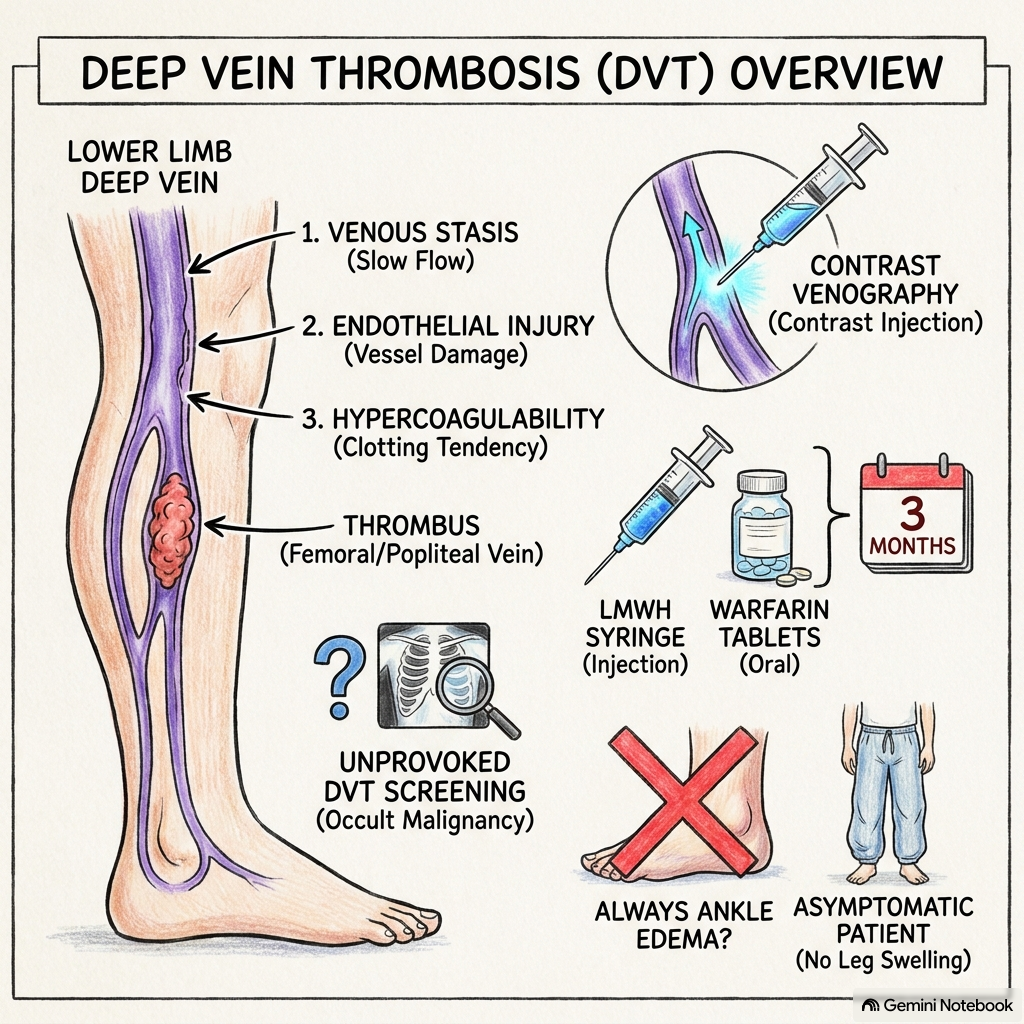 DEEP VEIN THROMBOSIS (DVT) OVERVIEW
LOWER LIMB
DEEP VEIN
1. VENOUS STASIS
(Slow Flow)
2. ENDOTHELIAL INJURY
(Vessel Damage)
3. HYPERCOAGULABILITY
(Clotting Tendency)
THROMBUS
(Femoral/Popliteal Vein)
CONTRAST
VENOGRAPHY
(Contrast Injection)
3
MONTHS
LMWH
SYRINGE
(Injection)
WARFARIN
TABLETS
(Oral)
?
UNPROVOKED
DVT SCREENING
(Occult Malignancy)
ALWAYS ANKLE
EDEMA?
ASYMPTOMATIC
PATIENT
(No Leg Swelling)
Gemini Notebook